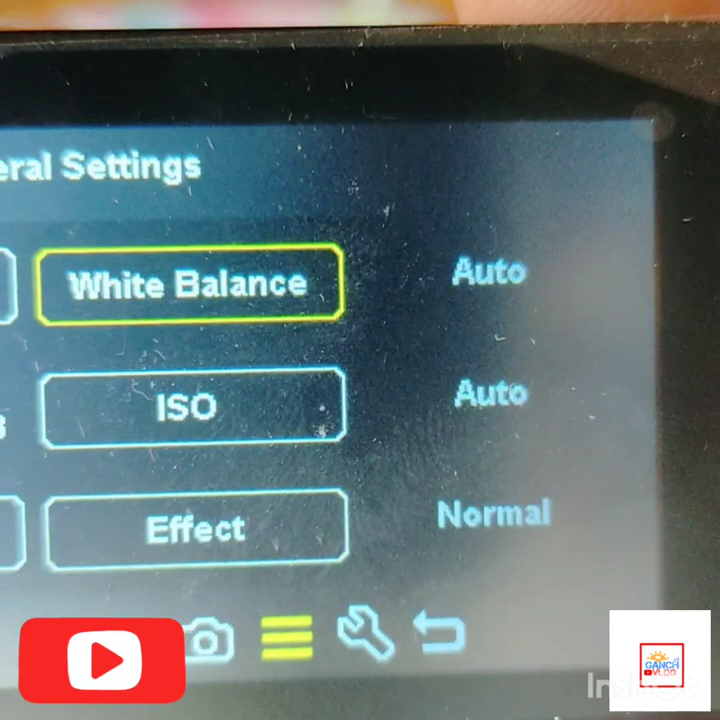 eral Settings
White Balance Auto
ISO Auto
Effect Normal
GANCH
VLOG